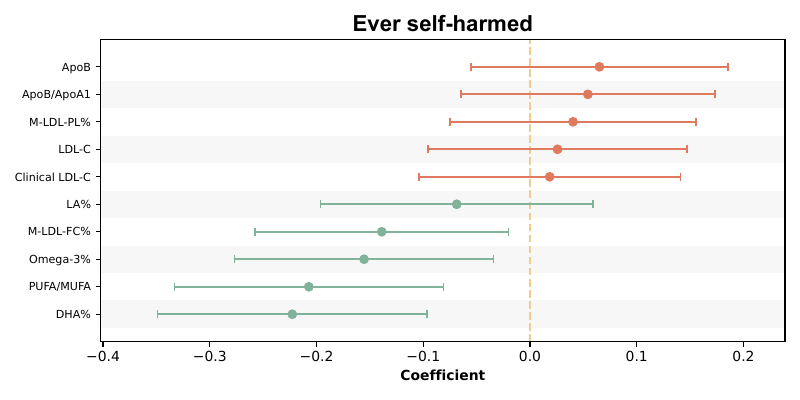 Ever self-harmed
ApoB
ApoB/ApoA1
M-LDL-PL%
LDL-C
Clinical LDL-C
LA%
M-LDL-FC%
Omega-3%
PUFA/MUFA
DHA%
−0.4 −0.3 −0.2 −0.1 0.0 0.1 0.2
Coefficient